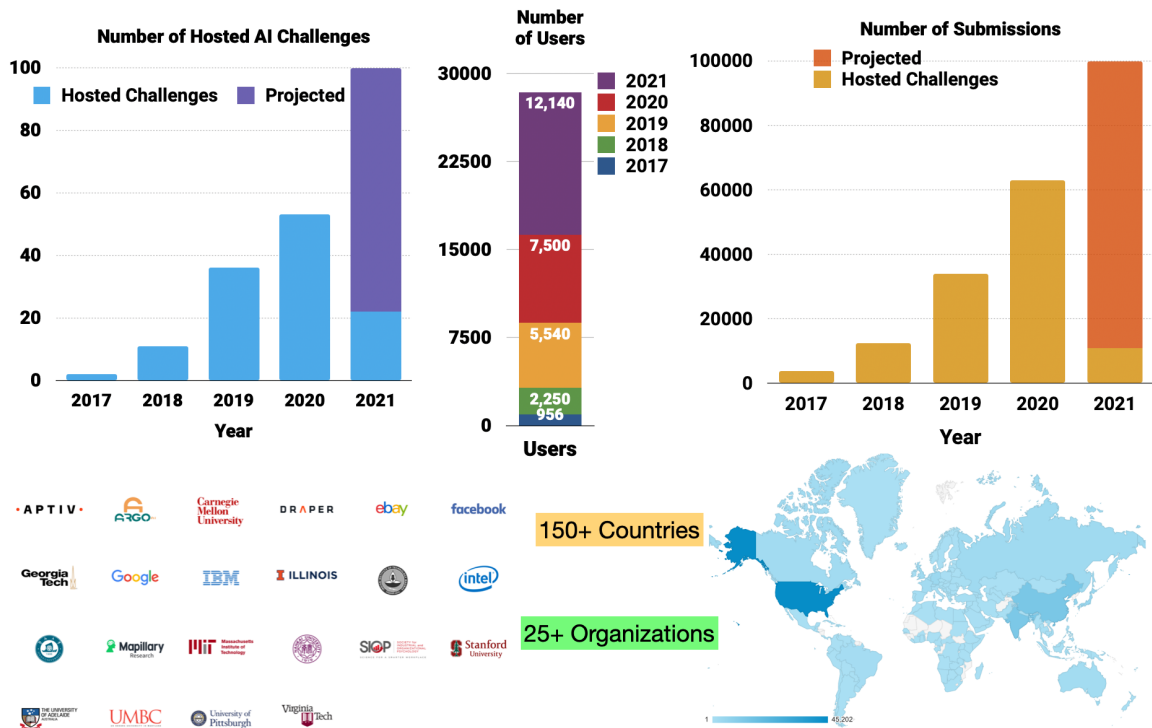 Number of Hosted AI Challenges
100
Hosted Challenges
Projected
80
60
40
20
0
2017
2018
2019
2020
2021
Year
Number
of Users
30000
22500
15000
7500
0
12,140
7,500
5,540
2,250
956
2021
2020
2019
2018
2017
Users
Number of Submissions
Projected
Hosted Challenges
100000
80000
60000
40000
20000
0
2017
2018
2019
2020
2021
Year
APTIV
ARGO
Carnegie
Mellon
University
DRAPER
ebay
facebook
Georgia
Tech
Google
IBM
ILLINOIS
intel
Mapillary
Research
Massachusetts
Institute of
Technology
SIOP
Stanford
University
THE UNIVERSITY
of ADELAIDE
UMBC
University of
Pittsburgh
Virginia
Tech
150+ Countries
25+ Organizations
1
45,202